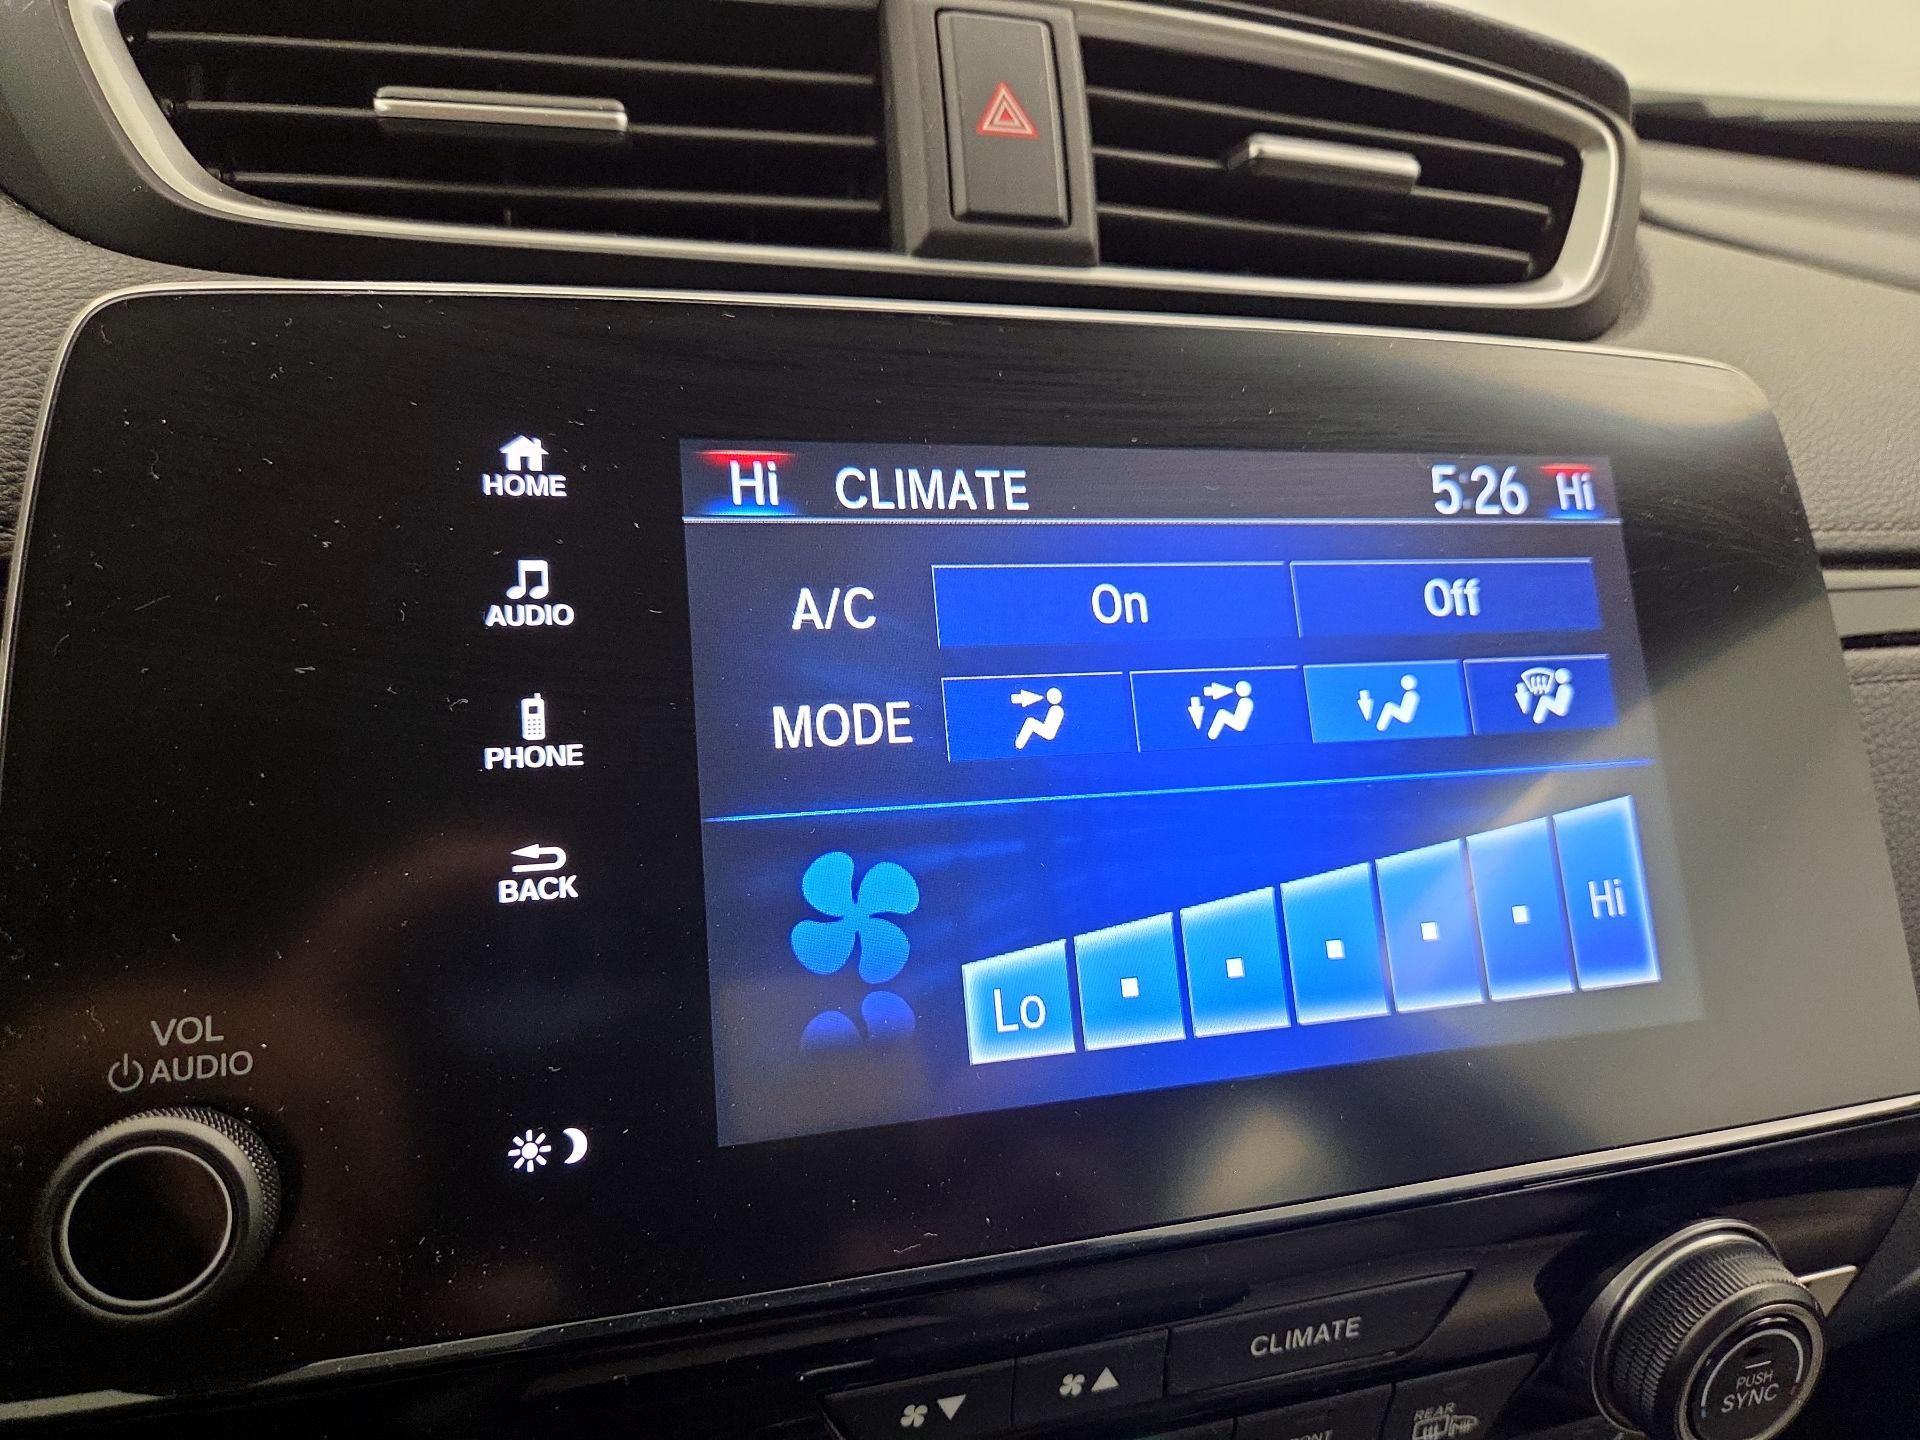 HOME
AUDIO
PHONE
BACK
Hi CLIMATE 5:26 Hi
A/C On Off
MODE
Lo Hi
VOL
AUDIO
CLIMATE
PUSH
SYNC
REAR